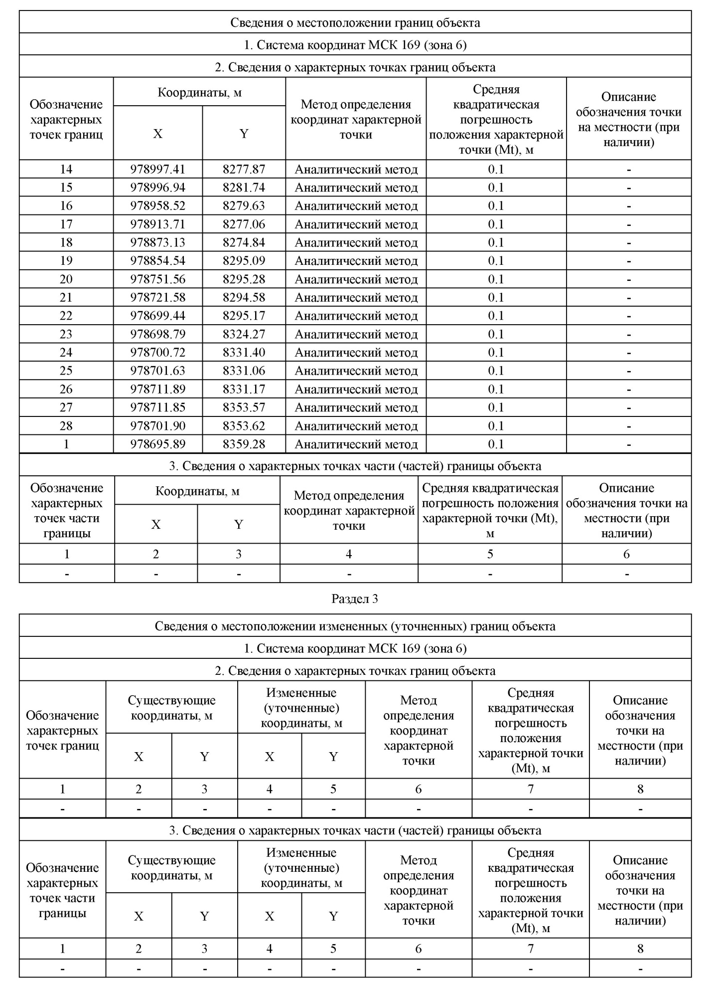 Сведения о местоположении границ объекта
1. Система координат МСК 169 (зона 6)
2. Сведения о характерных точках границ объекта
Обозначение
характерных
точек границ
Координаты, м
X
Y
Метод определения
координат характерной
точки
Средняя
квадратическая
погрешность
положения характерной
точки (Mt), м
Описание
обозначения точки
на местности (при
наличии)
14 978997.41 8277.87 Аналитический метод 0.1 -
15 978996.94 8281.74 Аналитический метод 0.1 -
16 978958.52 8279.63 Аналитический метод 0.1 -
17 978913.71 8277.06 Аналитический метод 0.1 -
18 978873.13 8274.84 Аналитический метод 0.1 -
19 978854.54 8295.09 Аналитический метод 0.1 -
20 978751.56 8295.28 Аналитический метод 0.1 -
21 978721.58 8294.58 Аналитический метод 0.1 -
22 978699.44 8295.17 Аналитический метод 0.1 -
23 978698.79 8324.27 Аналитический метод 0.1 -
24 978700.72 8331.40 Аналитический метод 0.1 -
25 978701.63 8331.06 Аналитический метод 0.1 -
26 978711.89 8331.17 Аналитический метод 0.1 -
27 978711.85 8353.57 Аналитический метод 0.1 -
28 978701.90 8353.62 Аналитический метод 0.1 -
1 978695.89 8359.28 Аналитический метод 0.1 -
3. Сведения о характерных точках части (частей) границы объекта
Обозначение
характерных
точек части
границы
Координаты, м
X
Y
Метод определения
координат характерной
точки
Средняя квадратическая
погрешность положения
характерной точки (Mt),
м
Описание
обозначения точки на
местности (при
наличии)
1 2 3 4 5 6
- - - - - -
Раздел 3
Сведения о местоположении измененных (уточненных) границ объекта
1. Система координат МСК 169 (зона 6)
2. Сведения о характерных точках границ объекта
Обозначение
характерных
точек границ
Существующие
координаты, м
X
Y
Измененные
(уточненные)
координаты, м
X
Y
Метод
определения
координат
характерной
точки
Средняя
квадратическая
погрешность
положения
характерной точки
(Mt), м
Описание
обозначения
точки на
местности (при
наличии)
1 2 3 4 5 6 7 8
- - - - - - - -
3. Сведения о характерных точках части (частей) границы объекта
Обозначение
характерных
точек части
границы
Существующие
координаты, м
X
Y
Измененные
(уточненные)
координаты, м
X
Y
Метод
определения
координат
характерной
точки
Средняя
квадратическая
погрешность
положения
характерной точки
(Mt), м
Описание
обозначения
точки на
местности (при
наличии)
1 2 3 4 5 6 7 8
- - - - - - - -